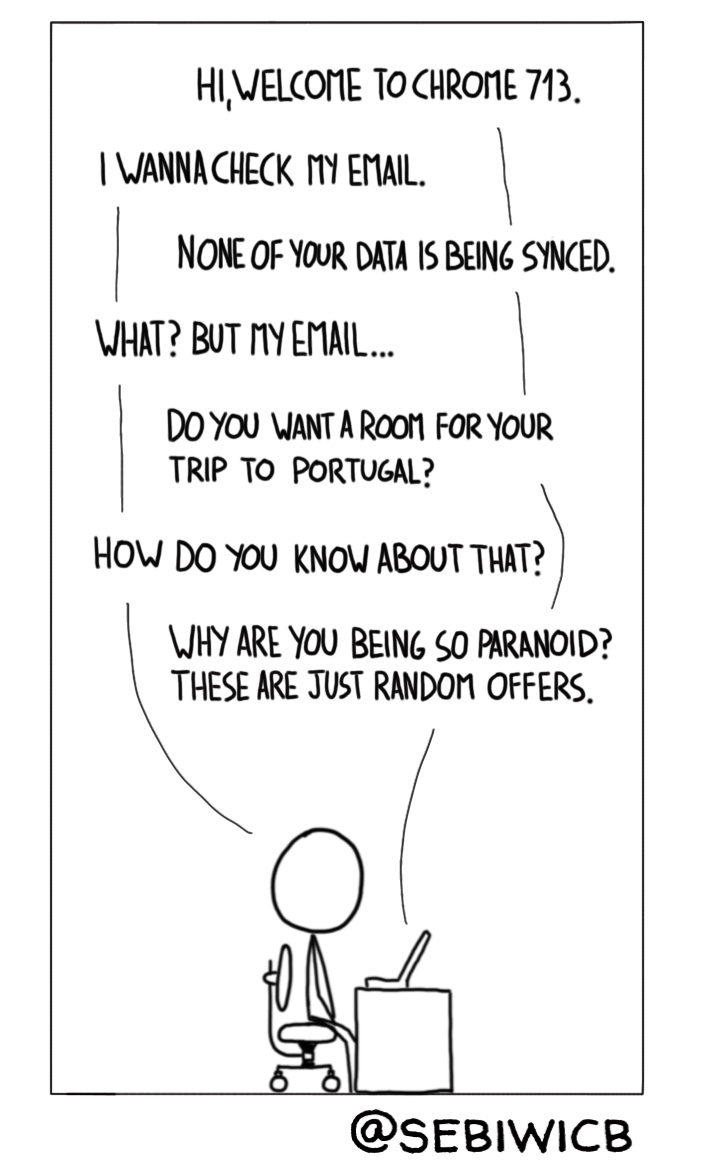 HI, WELCOME TO CHROME 713.
I WANNA CHECK MY EMAIL.
NONE OF YOUR DATA IS BEING SYNCED.
WHAT? BUT MY EMAIL...
DO YOU WANT A ROOM FOR YOUR
TRIP TO PORTUGAL?
HOW DO YOU KNOW ABOUT THAT?
WHY ARE YOU BEING SO PARANOID?
THESE ARE JUST RANDOM OFFERS.
@SEBIWICB